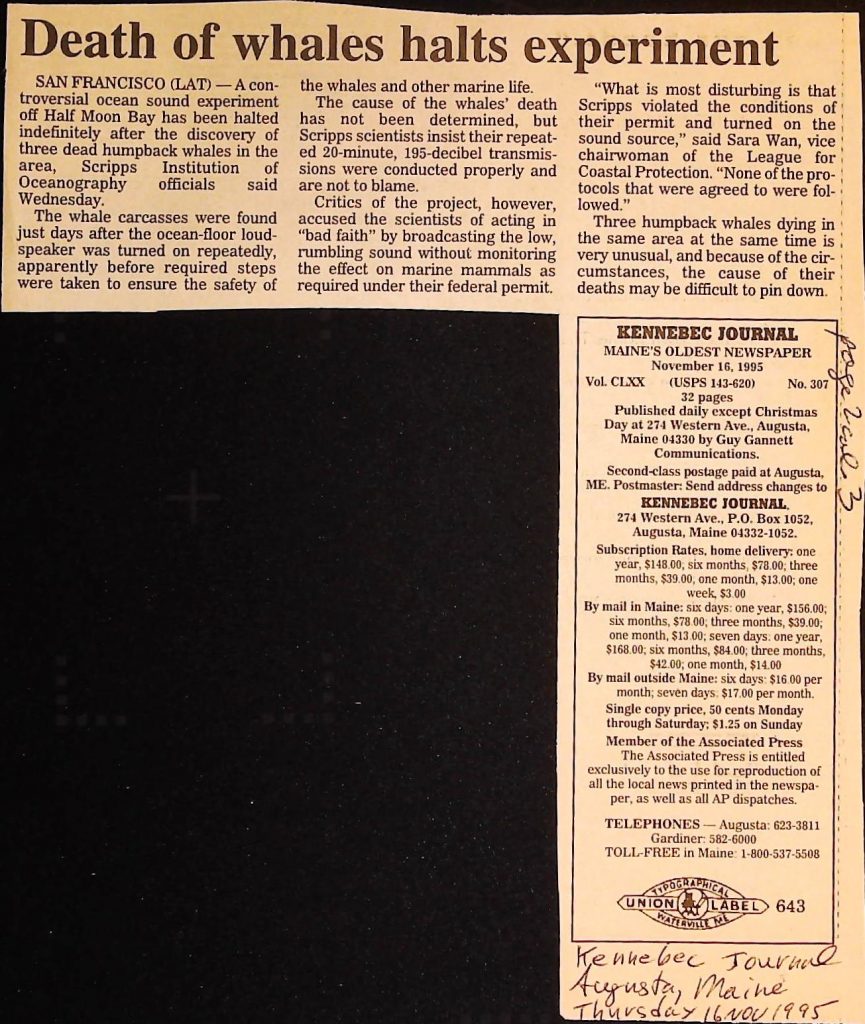 Death of whales halts experiment
SAN FRANCISCO (LAT) — A con-
troversial ocean sound experiment
off Half Moon Bay has been halted
indefinitely after the discovery of
three dead humpback whales in the
area, Scripps Institution of
Oceanography officials said
Wednesday.
The whale carcasses were found
just days after the ocean-floor loud-
speaker was turned on repeatedly,
apparently before required steps
were taken to ensure the safety of
the whales and other marine life.
The cause of the whales' death
has not been determined, but
Scripps scientists insist their repeat-
ed 20-minute, 195-decibel transmis-
sions were conducted properly and
are not to blame.
Critics of the project, however,
accused the scientists of acting in
"bad faith" by broadcasting the low,
rumbling sound without monitoring
the effect on marine mammals as
required under their federal permit.
"What is most disturbing is that
Scripps violated the conditions of
their permit and turned on the
sound source," said Sara Wan, vice
chairwoman of the League for
Coastal Protection. "None of the pro-
tocols that were agreed to were fol-
lowed."
Three humpback whales dying in
the same area at the same time is
very unusual, and because of the cir-
cumstances, the cause of their
deaths may be difficult to pin down.
KENNEBEC JOURNAL
MAINE'S OLDEST NEWSPAPER
November 16, 1995
Vol. CLXX (USPS 143-620) No. 307
32 pages
Published daily except Christmas
Day at 274 Western Ave., Augusta,
Maine 04330 by Guy Gannett
Communications.
Second-class postage paid at Augusta,
ME. Postmaster: Send address changes to
KENNEBEC JOURNAL,
274 Western Ave., P.O. Box 1052,
Augusta, Maine 04332-1052.
Subscription Rates, home delivery: one
year, $148.00; six months, $78.00; three
months, $39.00; one month, $13.00; one
week, $3.00
By mail in Maine: six days: one year, $156.00;
six months, $78.00; three months, $39.00;
one month, $13.00; seven days: one year,
$168.00; six months, $84.00; three months,
$42.00; one month, $14.00
By mail outside Maine: six days: $16.00 per
month; seven days: $17.00 per month.
Single copy price, 50 cents Monday
through Saturday; $1.25 on Sunday
Member of the Associated Press
The Associated Press is entitled
exclusively to the use for reproduction of
all the local news printed in the newspa-
per, as well as all AP dispatches.
TELEPHONES — Augusta: 623-3811
Gardiner: 582-6000
TOLL-FREE in Maine: 1-800-537-5508
TYPOGRAPHICAL
UNION LABEL 643
WATERVILLE ME
Kennebec Journal
Augusta, Maine
Thursday 16 NOV 1995
page 2 3